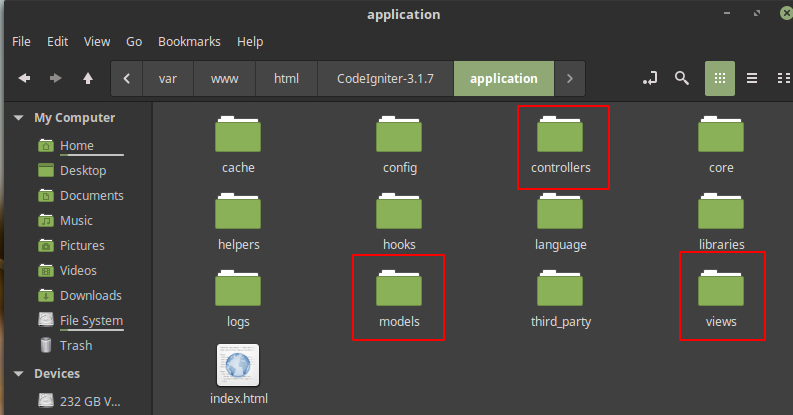 application
File Edit View Go Bookmarks Help
var www html CodeIgniter-3.1.7 application
My Computer
Home
Desktop
Documents
Music
Pictures
Videos
Downloads
File System
Trash
Devices
232 GB V...
cache config controllers core
helpers hooks language libraries
logs models third_party views
index.html